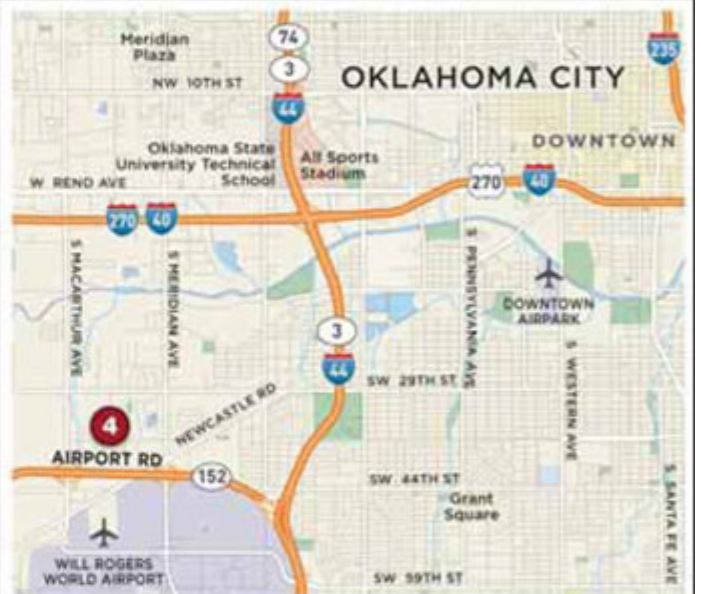 74
Meridian
Plaza
235
3
NW 10TH ST
OKLAHOMA CITY
44
DOWNTOWN
Oklahoma State
University Technical
School
All Sports
Stadium
W REND AVE
270
40
270
40
S MACARTHUR AVE
S MERIDIAN AVE
S PENNSYLVANIA AVE
DOWNTOWN
AIRPARK
3
44
SW 29TH ST
S WESTERN AVE
NEWCASTLE RD
4
AIRPORT RD
152
SW 44TH ST
Grant
Square
S SANTA FE AVE
WILL ROGERS
WORLD AIRPORT
SW 59TH ST